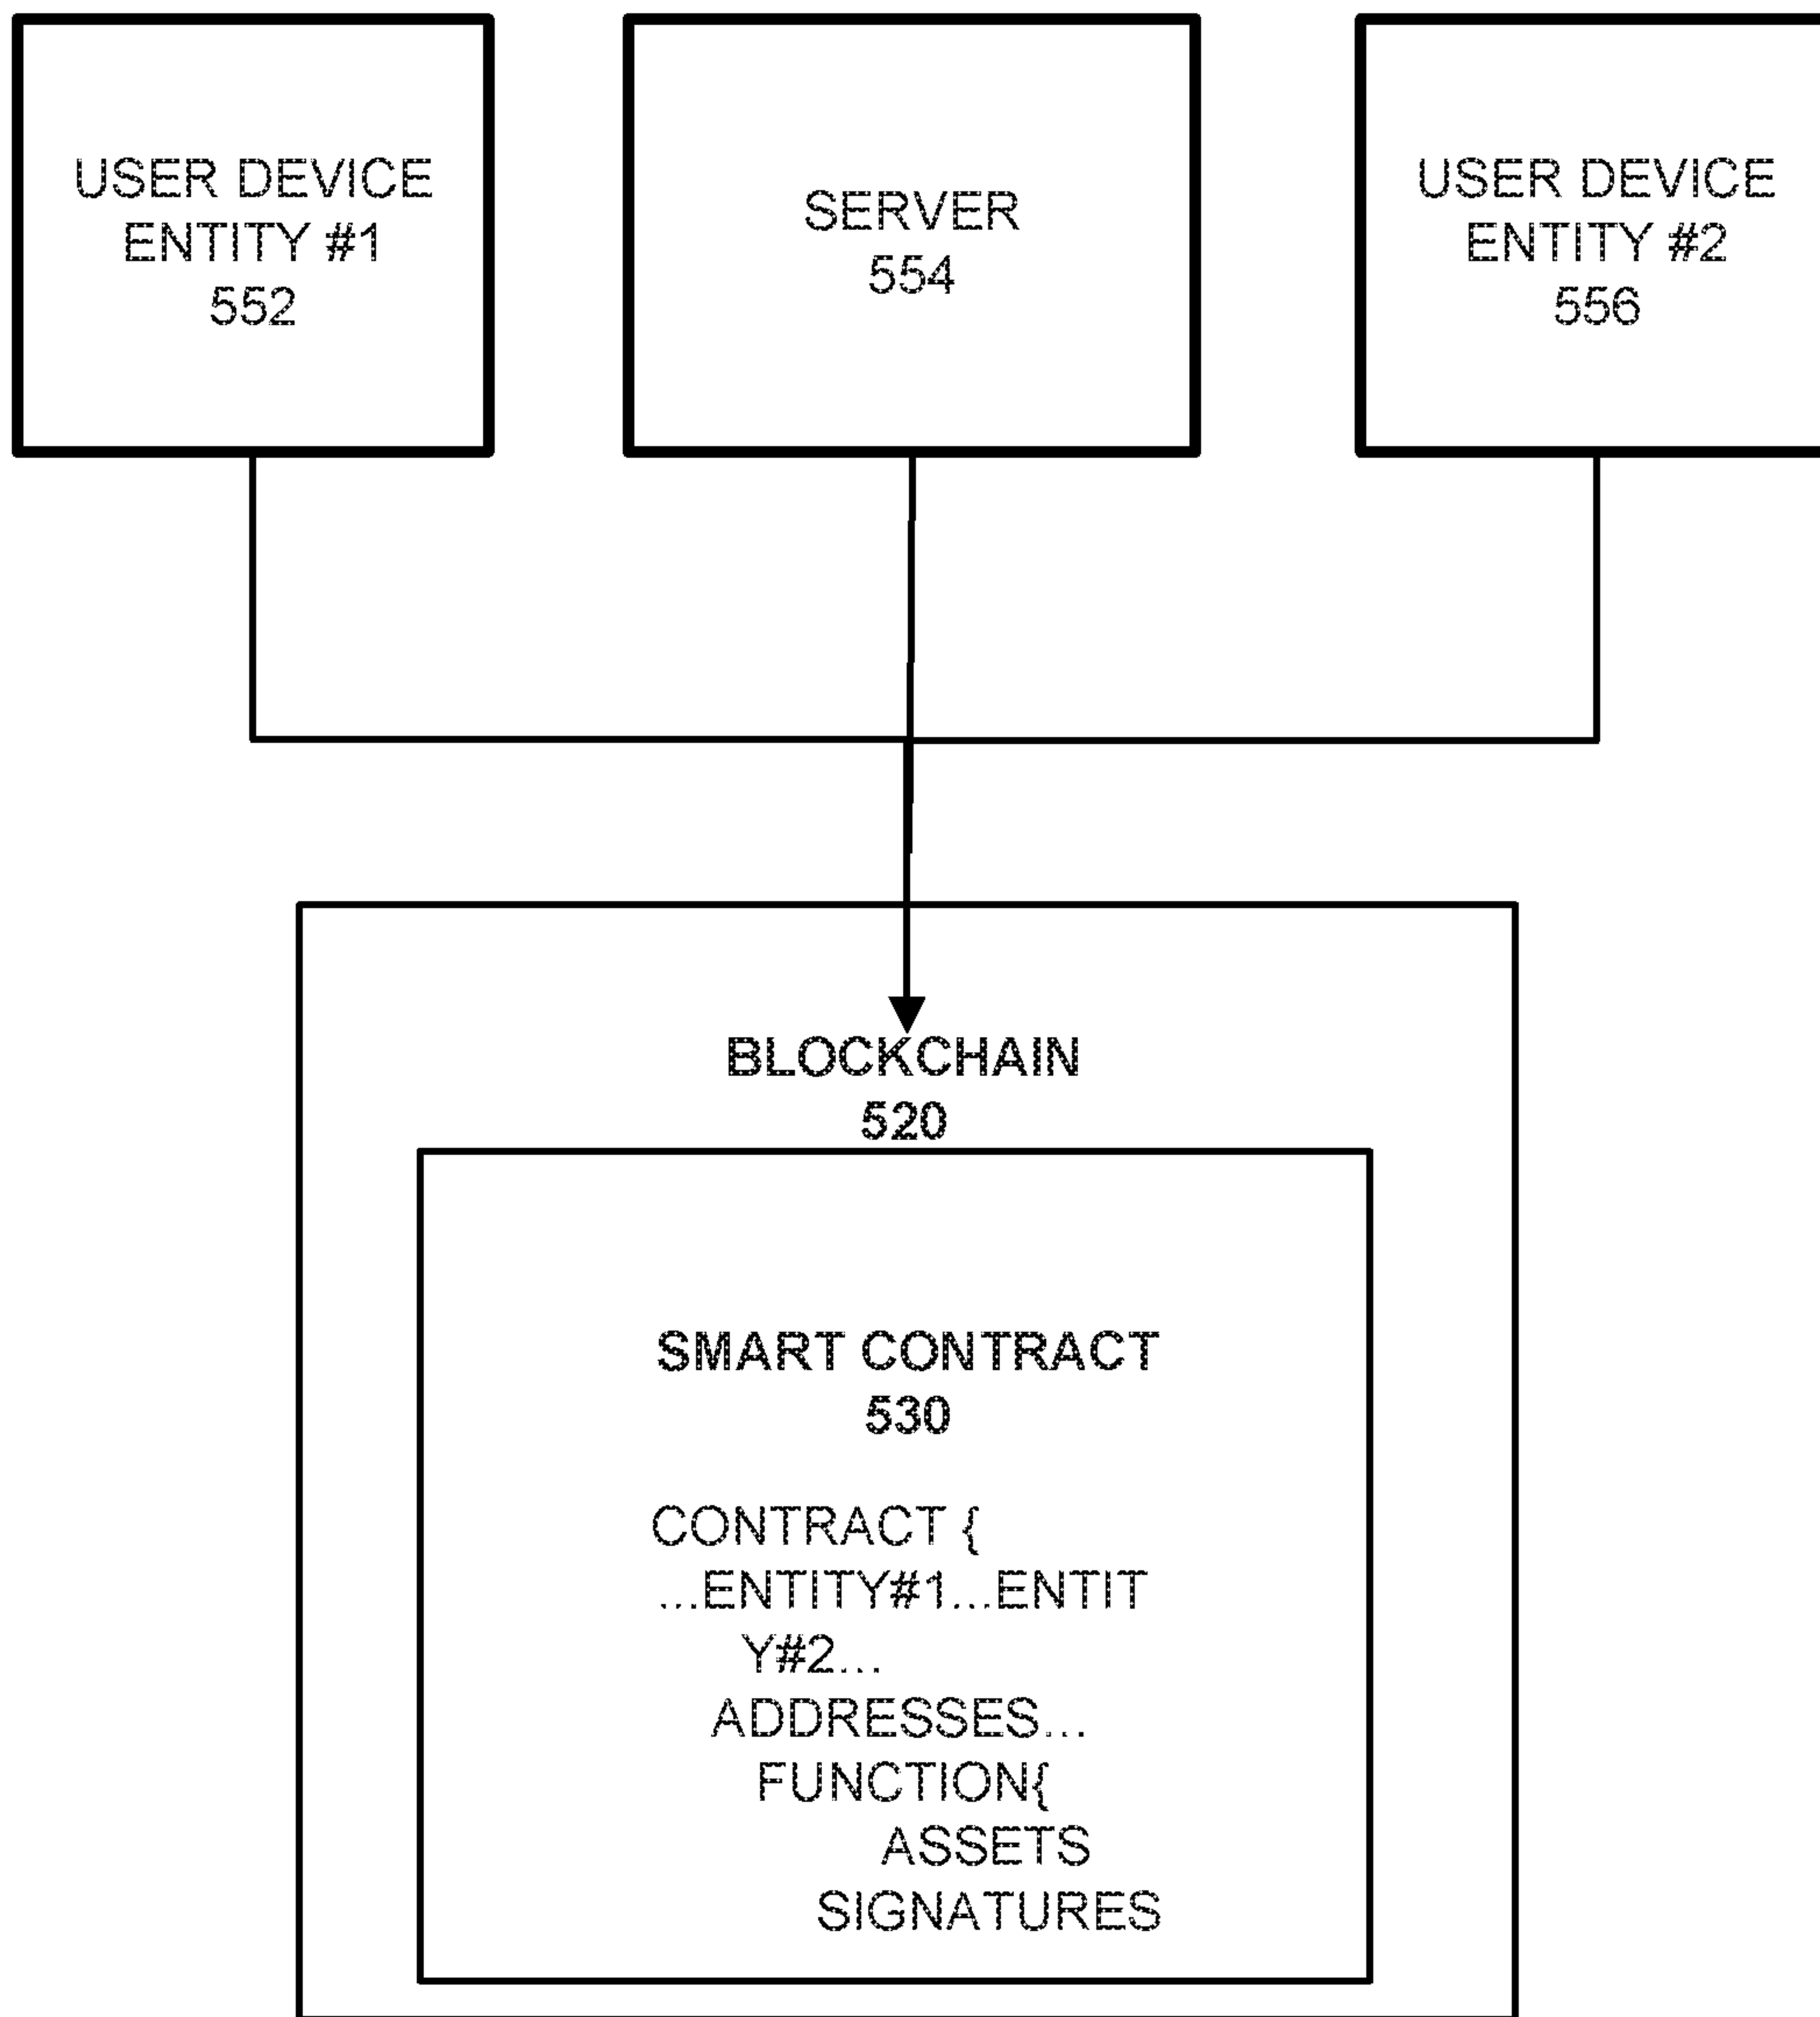 USER DEVICE
ENTITY #1
552
SERVER
554
USER DEVICE
ENTITY #2
556
BLOCKCHAIN
520
SMART CONTRACT
530
CONTRACT {
...ENTITY#1...ENTIT
Y#2...
ADDRESSES...
FUNCTION{
ASSETS
SIGNATURES